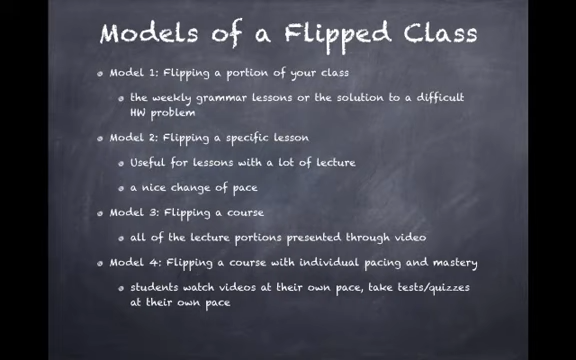 Models of a Flipped Class
Model 1: Flipping a portion of your class
the weekly grammar lessons or the solution to a difficult
HW problem
Model 2: Flipping a specific lesson
Useful for lessons with a lot of lecture
a nice change of pace
Model 3: Flipping a course
all of the lecture portions presented through video
Model 4: Flipping a course with individual pacing and mastery
students watch videos at their own pace, take tests/quizzes
at their own pace